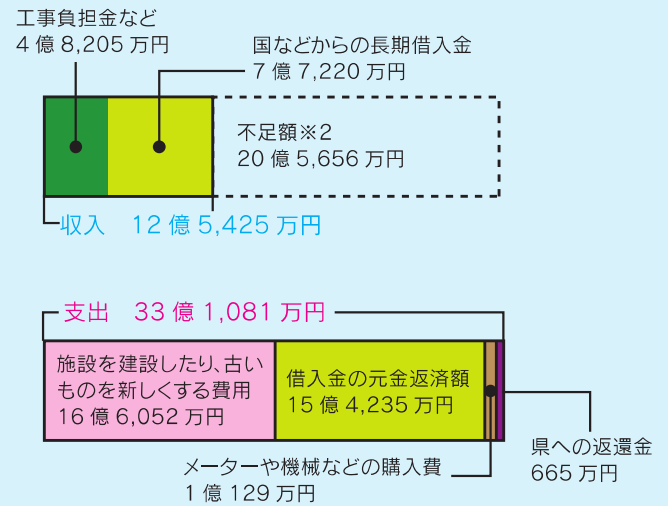 工事負担金など
4億8,205万円
国などからの長期借入金
7億7,220万円
不足額※2
20億5,656万円
収入 12億5,425万円
支出 33億1,081万円
施設を建設したり、古い
ものを新しくする費用
16億6,052万円
借入金の元金返済額
15億4,235万円
県への返還金
665万円
メーターや機械などの購入費
1億129万円